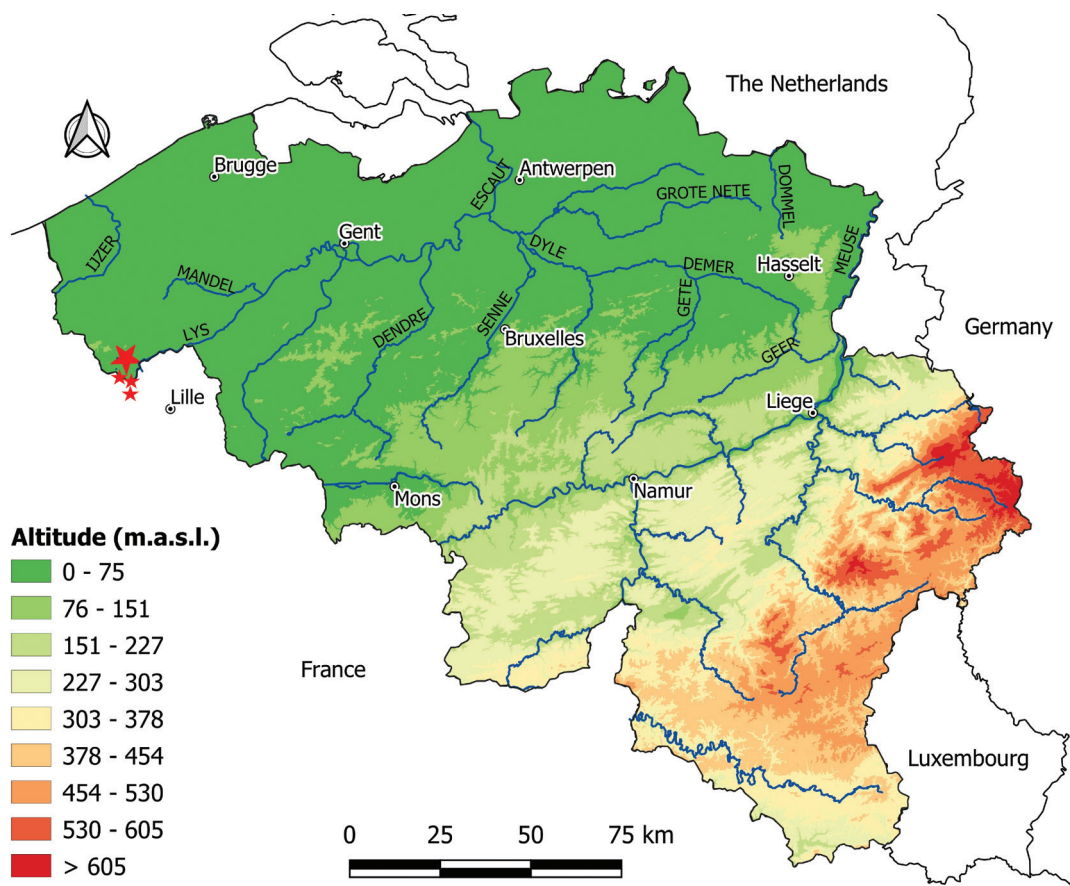 The Netherlands
Brugge
Antwerpen
ESCAUT
GROTE NETE
DOMMEL
IJZER
Gent
DYLE
MEUSE
MANDEL
DEMER
Hasselt
LYS
DENDRE
SENNE
GETE
Bruxelles
Germany
GEER
Lille
Liege
Mons
Namur
Altitude (m.a.s.l.)
0 - 75
76 - 151
151 - 227
227 - 303
303 - 378
378 - 454
454 - 530
530 - 605
> 605
France
Luxembourg
0 25 50 75 km